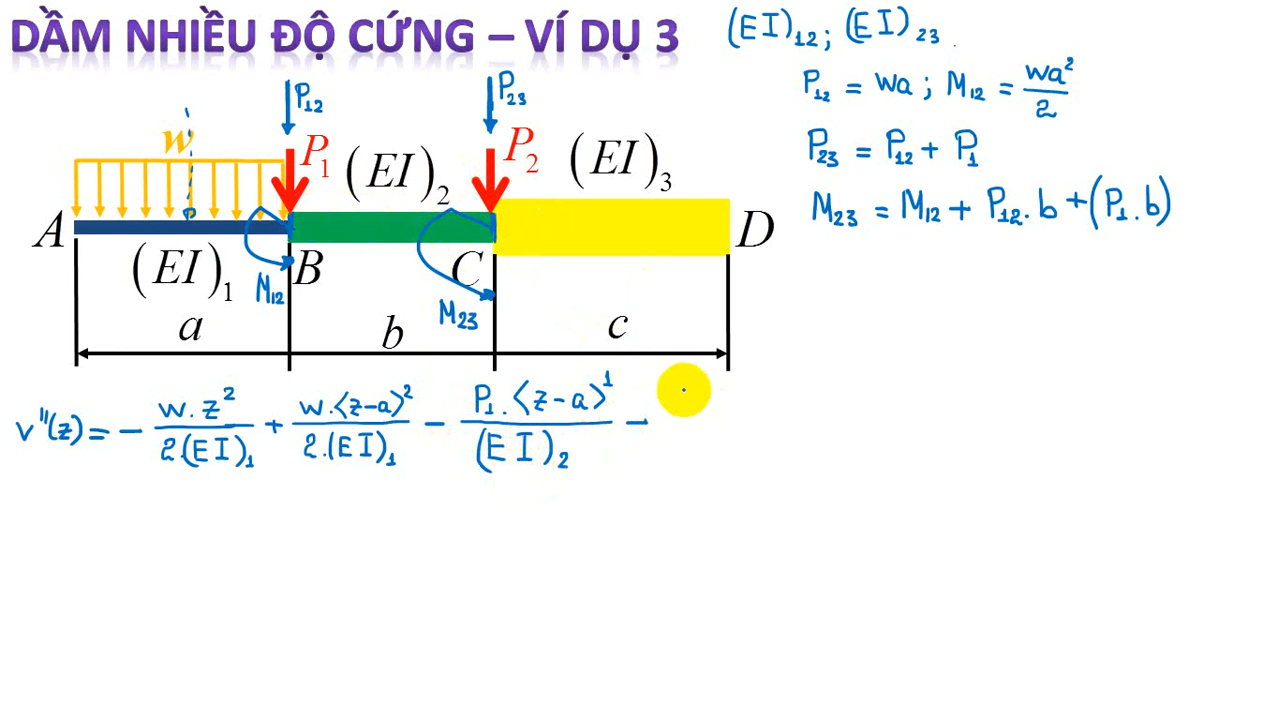 DẦM NHIỀU ĐỘ CỨNG – VÍ DỤ 3
(EI)₁₂; (EI)₂₃
P₁₂ = wa; M₁₂ = wa²/2
P₂₃ = P₁₂ + P₁
M₂₃ = M₁₂ + P₁₂.b + (P₁.b)
P₁₂ P₂₃
w P₁ (EI)₂ P₂ (EI)₃
A D
(EI)₁ M₁₂ B C M₂₃
a b c
v"(z) = - w.z²/2.(EI)₁ + w.<z-a>²/2.(EI)₁ - P₁.<z-a>¹/(EI)₂ -